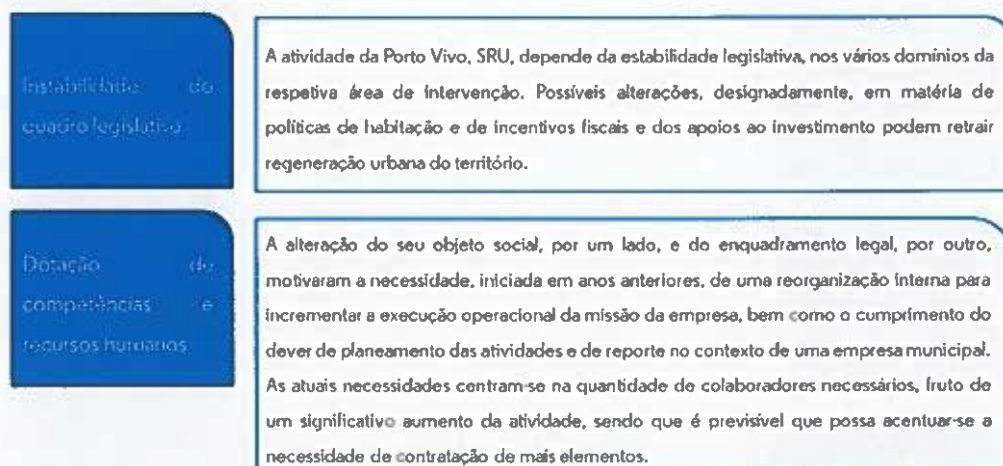 Instabilidade do
quadro legislativo
A atividade da Porto Vivo, SRU, depende da estabilidade legislativa, nos vários domínios da
respetiva área de intervenção. Possíveis alterações, designadamente, em matéria de
políticas de habitação e de incentivos fiscais e dos apoios ao investimento podem retrair
regeneração urbana do território.
Dotação de
competências e
recursos humanos
A alteração do seu objeto social, por um lado, e do enquadramento legal, por outro,
motivaram a necessidade, iniciada em anos anteriores, de uma reorganização interna para
incrementar a execução operacional da missão da empresa, bem como o cumprimento do
dever de planeamento das atividades e de reporte no contexto de uma empresa municipal.
As atuais necessidades centram-se na quantidade de colaboradores necessários, fruto de
um significativo aumento da atividade, sendo que é previsível que possa acentuar-se a
necessidade de contratação de mais elementos.